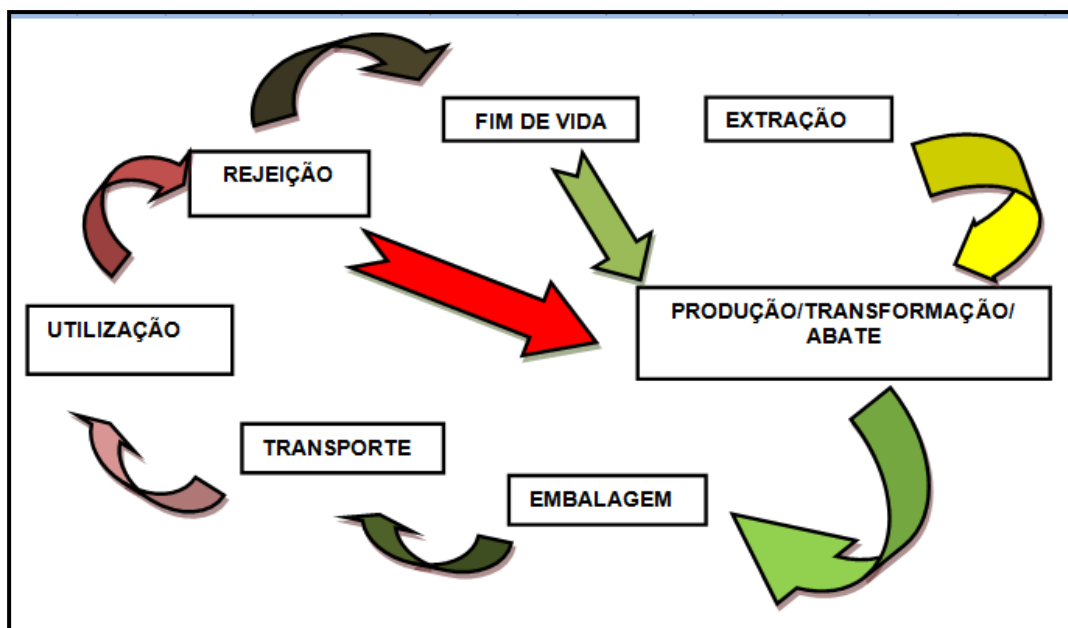 FIM DE VIDA
EXTRAÇÃO
REJEIÇÃO
PRODUÇÃO/TRANSFORMAÇÃO/
ABATE
UTILIZAÇÃO
TRANSPORTE
EMBALAGEM